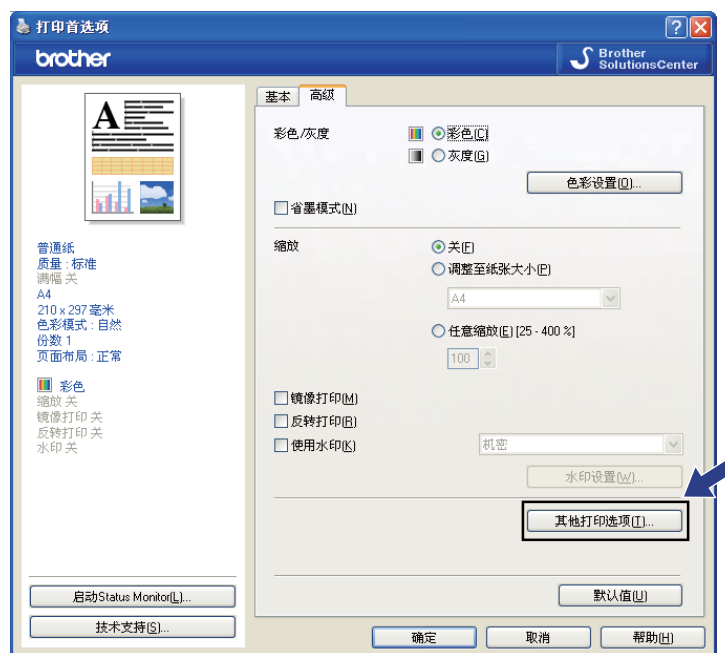 打印首选项
brother
Brother
SolutionsCenter
A
普通纸
质量 : 标准
满幅 关
A4
210 x 297 毫米
色彩模式 : 自然
份数 1
页面布局 : 正常
彩色
缩放 关
镜像打印 关
反转打印 关
水印 关
启动Status Monitor(L)...
技术支持(S)...
基本 高级
彩色/灰度
彩色(C)
灰度(G)
色彩设置(O)...
省墨模式(N)
缩放
关(F)
调整至纸张大小(P)
A4
任意缩放(E) [25 - 400 %]
100
镜像打印(M)
反转打印(R)
使用水印(K) 机密
水印设置(W)...
其他打印选项(T)...
默认值(U)
确定 取消 帮助(H)